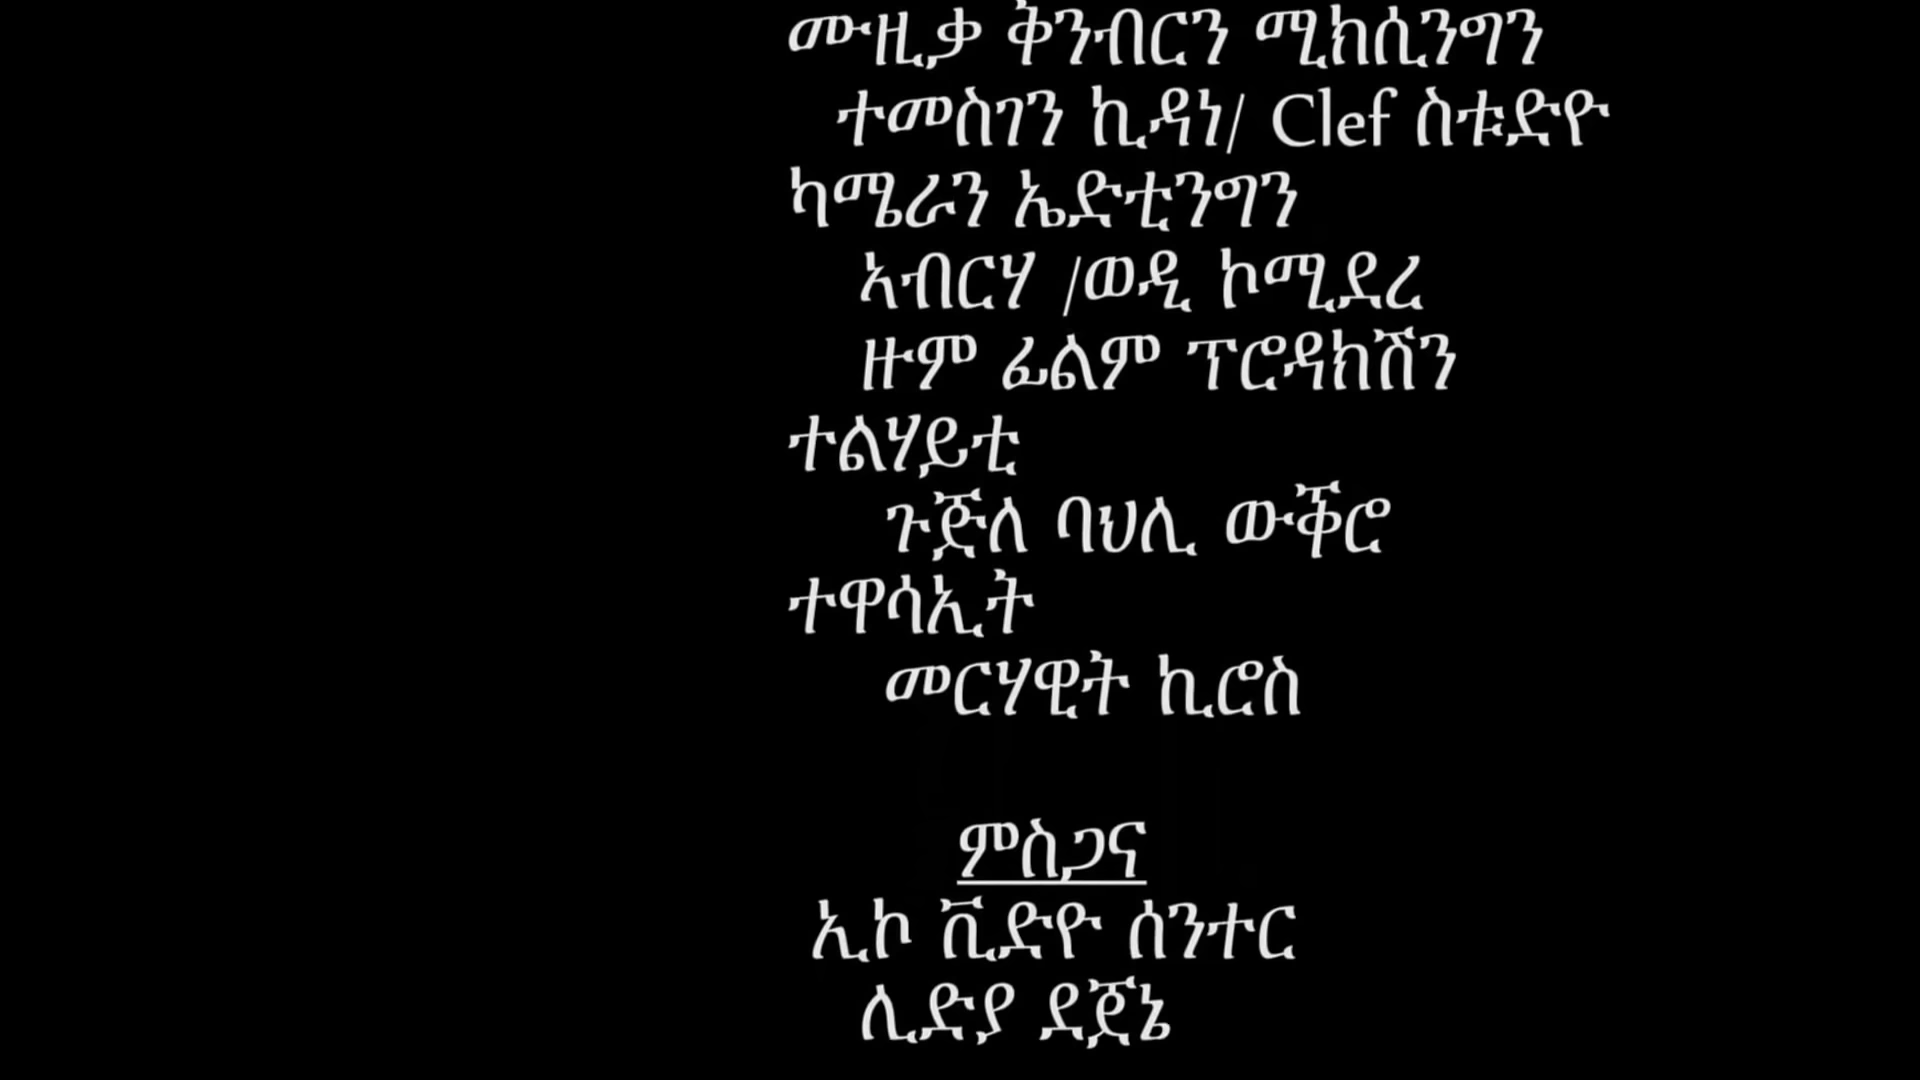 ሙዚቃ ቅንብርን ሚክሲንግን
ተመስገን ኪዳነ/ Clef ስቱድዮ
ካሜራን ኤድቲንግን
ኣብርሃ /ወዲ ኮሚደረ
ዙም ፊልም ፕሮዳክሽን
ተልሃይቲ
ጉጅለ ባህሊ ውቕሮ
ተዋሳኢት
መርሃዊት ኪሮስ
ምስጋና
ኢኮ ቪድዮ ሰንተር
ሊድያ ደጀኔ